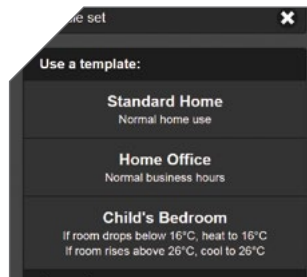 set
Use a template:
Standard Home
Normal home use
Home Office
Normal business hours
Child's Bedroom
If room drops below 16°C, heat to 16°C
If room rises above 26°C, cool to 26°C